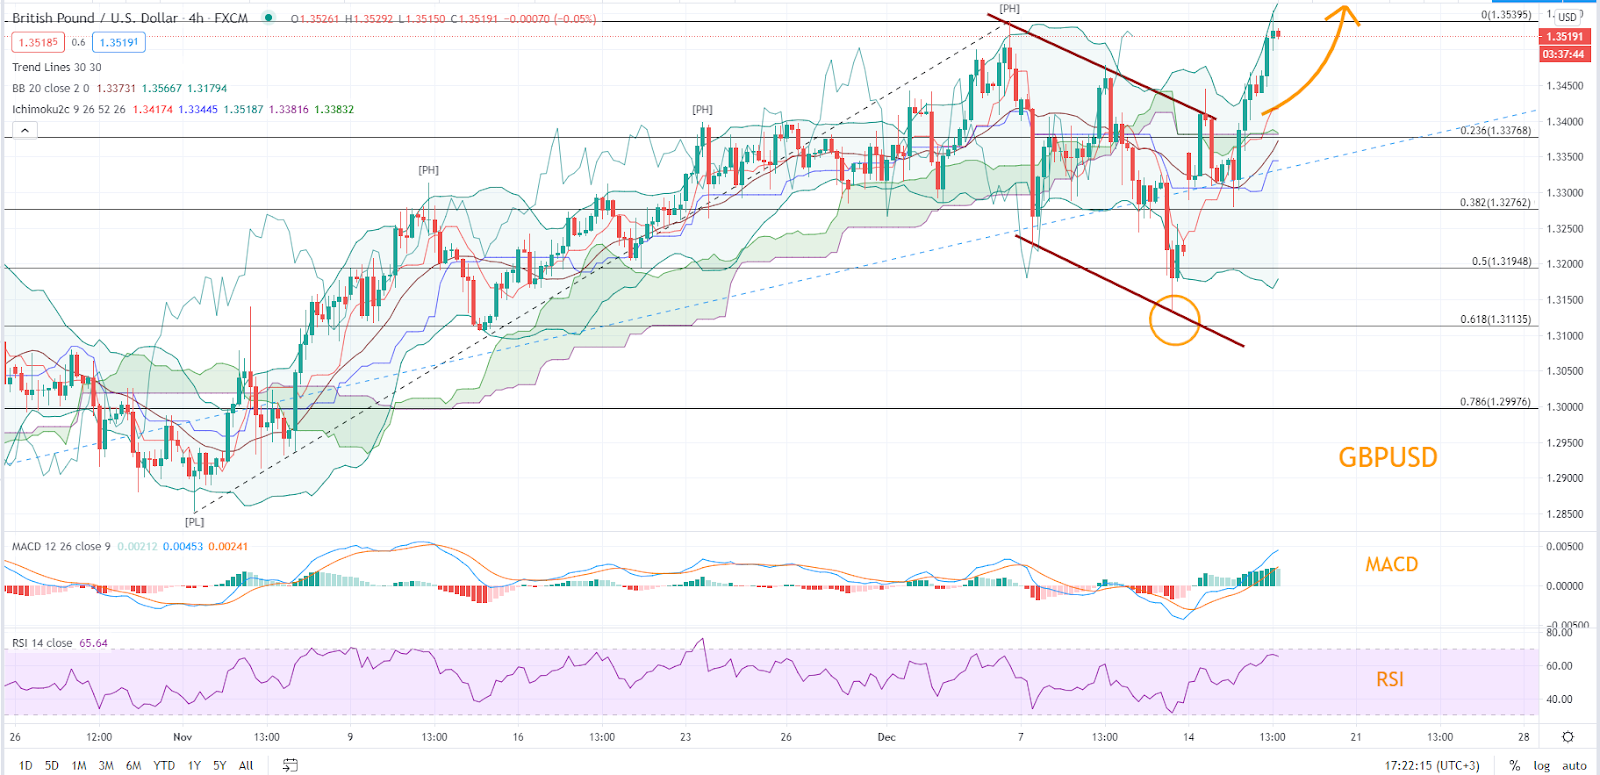 British Pound / U.S. Dollar · 4h · FXCM O1.35261 H1.35292 L1.35150 C1.35191 −0.00070 (−0.05%)
1.35185 0.6 1.35191
Trend Lines 30 30
BB 20 close 2 0 1.33731 1.35667 1.31794
Ichimoku2c 9 26 52 26 1.34174 1.33445 1.35187 1.33816 1.33832
[PH]
[PH]
[PH]
[PL]
0(1.35395)
0.236(1.33768)
0.382(1.32762)
0.5(1.31948)
0.618(1.31135)
0.786(1.29976)
USD
1.35191
03:37:44
1.34500
1.34000
1.33500
1.33000
1.32500
1.32000
1.31500
1.31000
1.30500
1.30000
1.29500
1.29000
1.28500
GBPUSD
MACD 12 26 close 9 0.00212 0.00453 0.00241
MACD
0.00500
0.00000
−0.00500
RSI 14 close 65.64
RSI
80.00
60.00
40.00
26 12:00 Nov 13:00 9 13:00 16 13:00 23 26 Dec 7 13:00 14 13:00 21 13:00 28
1D 5D 1M 3M 6M YTD 1Y 5Y All 17:22:15 (UTC+3) % log auto